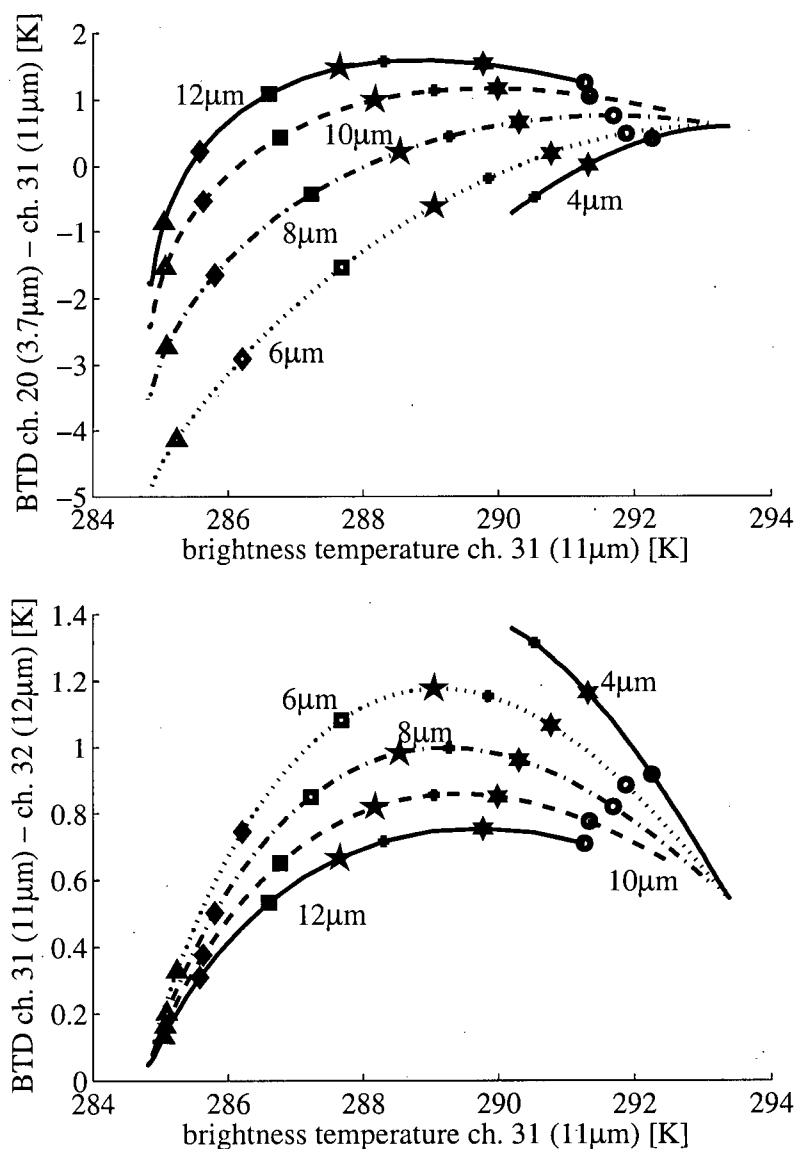 BTD ch. 20 (3.7μm) − ch. 31 (11μm) [K]
2
1
0
−1
−2
−3
−4
−5
12μm
10μm
8μm
6μm
4μm
284
286
288
290
292
294
brightness temperature ch. 31 (11μm) [K]
BTD ch. 31 (11μm) − ch. 32 (12μm) [K]
1.4
1.2
1
0.8
0.6
0.4
0.2
0
6μm
8μm
4μm
10μm
12μm
284
286
288
290
292
294
brightness temperature ch. 31 (11μm) [K]